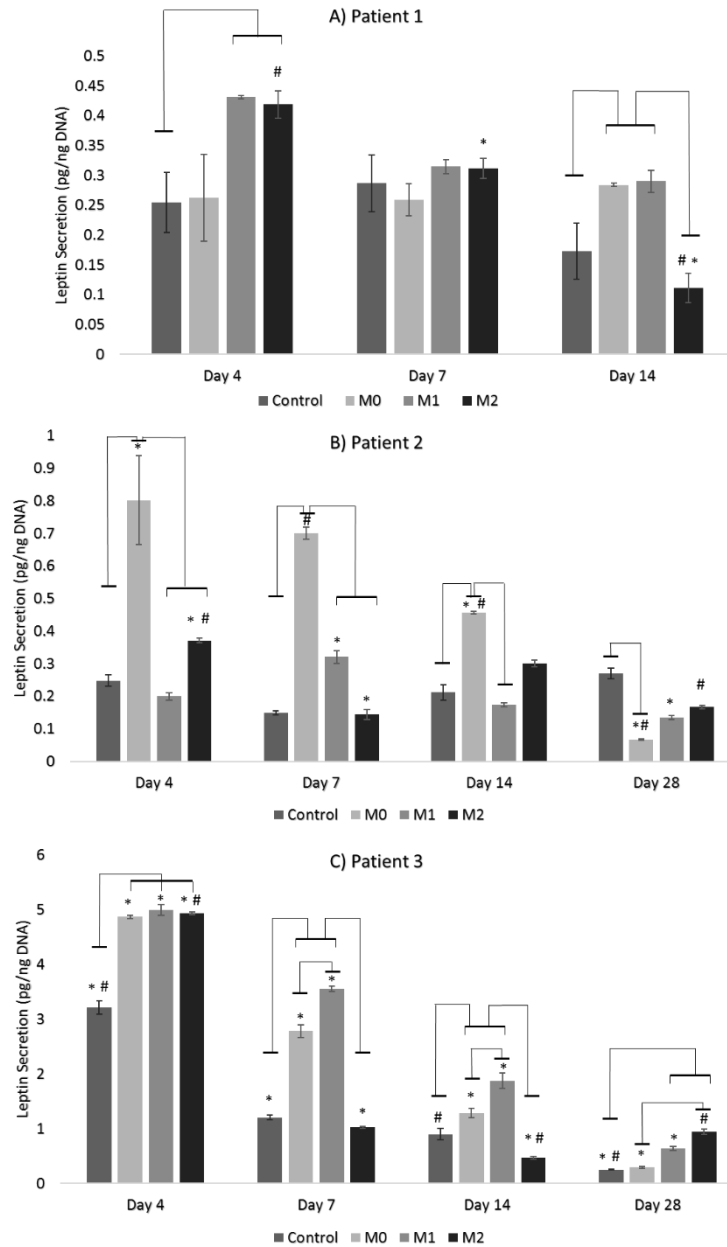 A) Patient 1
Leptin Secretion (pg/ng DNA)
0.5
0.45
0.4
0.35
0.3
0.25
0.2
0.15
0.1
0.05
0
#
*
# *
Day 4 Day 7 Day 14
Control M0 M1 M2
B) Patient 2
Leptin Secretion (pg/ng DNA)
1
0.9
0.8
0.7
0.6
0.5
0.4
0.3
0.2
0.1
0
* * # # * * * # *# * #
Day 4 Day 7 Day 14 Day 28
Control M0 M1 M2
C) Patient 3
Leptin Secretion (pg/ng DNA)
6
5
4
3
2
1
0
* # * * * # * * * * # * * * # * # * * #
Day 4 Day 7 Day 14 Day 28
Control M0 M1 M2